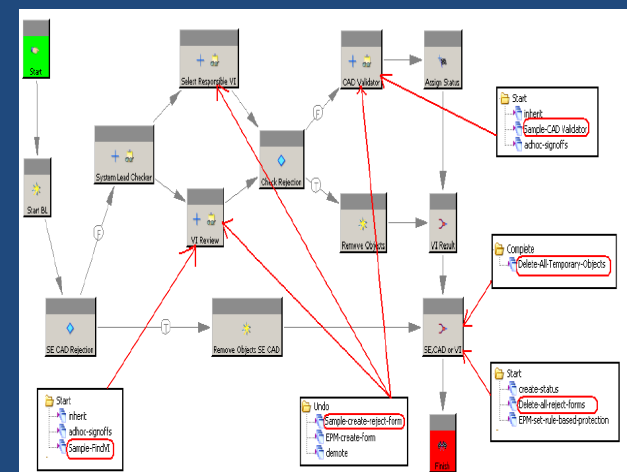 Start
Select Responsible VI
CAD Validator
Assign Status
Start
inherit
Sample-CAD Validator
adhoc-signoffs
System Lead Checker
Check Rejection
F
T
Start BL
VI Review
Remove Objects
VI Result
F
Complete
Delete-All-Temporary-Objects
SE CAD Rejection
T
Remove Objects SE CAD
SE,CAD or VI
Start
create-status
Delete-all-reject-forms
EPM-set-rule-based-protection
Start
inherit
adhoc-signoffs
Sample-FindVI
Undo
Sample-create-reject-form
EPM-create-form
demote
Finish